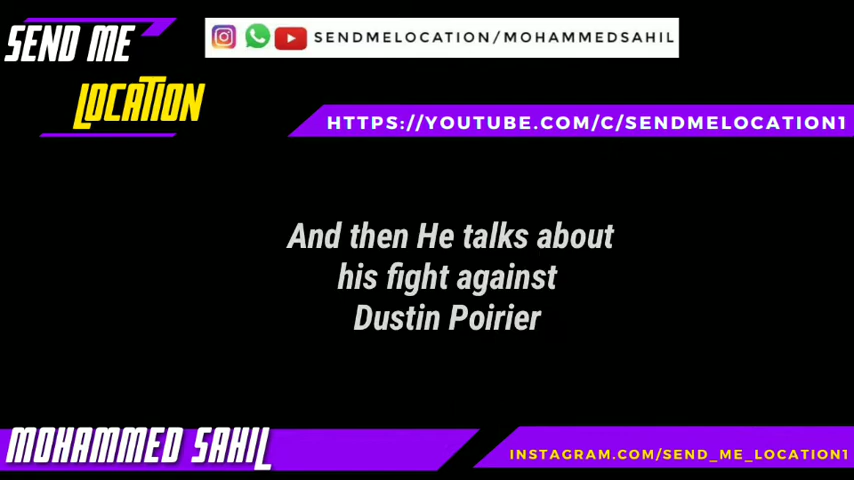 SEND ME
LOCATION
SENDMELOCATION/MOHAMMEDSAHIL
HTTPS://YOUTUBE.COM/C/SENDMELOCATION1
And then He talks about
his fight against
Dustin Poirier
MOHAMMED SAHIL
INSTAGRAM.COM/SEND_ME_LOCATION1